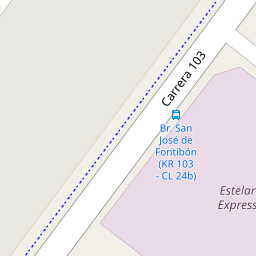 Carrera 103
Br. San
José de
Fontibón
(KR 103
- CL 24b)
Estelar
Express